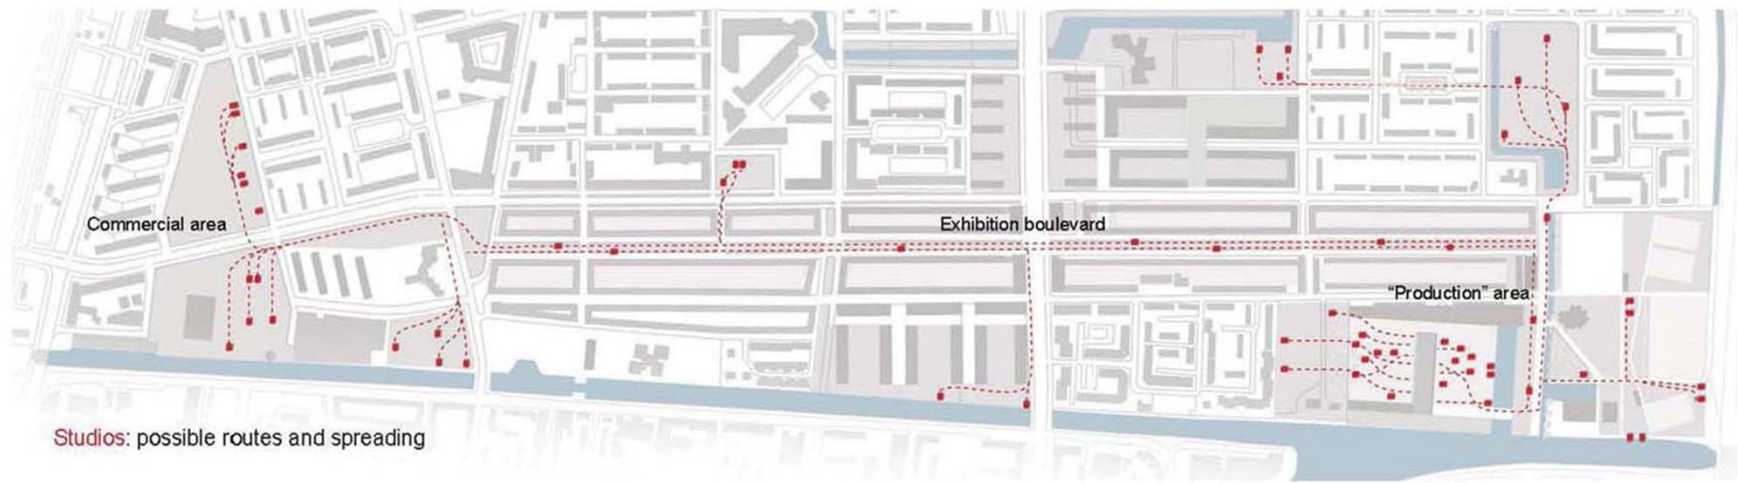 Commercial area
Exhibition boulevard
“Production” area
Studios: possible routes and spreading